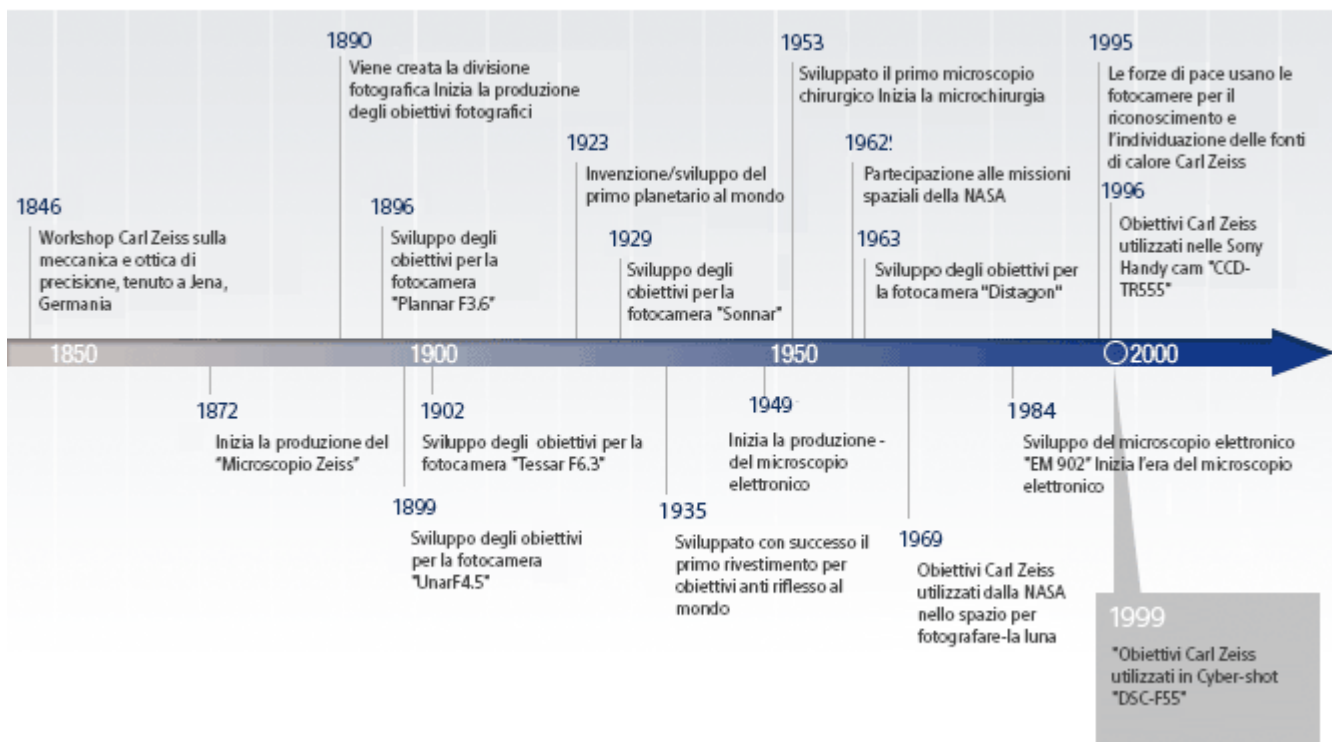 1890
Viene creata la divisione
fotografica Inizia la produzione
degli obiettivi fotografici
1953
Sviluppato il primo microscopio
chirurgico Inizia la microchirurgia
1995
Le forze di pace usano le
fotocamere per il
riconoscimento e
l'individuazione delle fonti
di calore Carl Zeiss
1923
Invenzione/sviluppo del
primo planetario al mondo
1962:
Partecipazione alle missioni
spaziali della NASA
1846
Workshop Carl Zeiss sulla
meccanica e ottica di
precisione, tenuto a Jena,
Germania
1896
Sviluppo degli
obiettivi per la
fotocamera
"Plannar F3.6"
1929
Sviluppo degli
obiettivi per la
fotocamera "Sonnar"
1963
Sviluppo degli obiettivi per
la fotocamera "Distagon"
1996
Obiettivi Carl Zeiss
utilizzati nelle Sony
Handy cam "CCD-
TR555"
1850
1900
1950
2000
1872
Inizia la produzione del
"Microscopio Zeiss"
1902
Sviluppo degli obiettivi per la
fotocamera "Tessar F6.3"
1949
Inizia la produzione -
del microscopio
elettronico
1984
Sviluppo del microscopio elettronico
"EM 902" Inizia l'era del microscopio
elettronico
1899
Sviluppo degli obiettivi
per la fotocamera
"UnarF4.5"
1935
Sviluppato con successo il
primo rivestimento per
obiettivi anti riflesso al
mondo
1969
Obiettivi Carl Zeiss
utilizzati dalla NASA
nello spazio per
fotografare-la luna
1999
"Obiettivi Carl Zeiss
utilizzati in Cyber-shot
"DSC-F55"